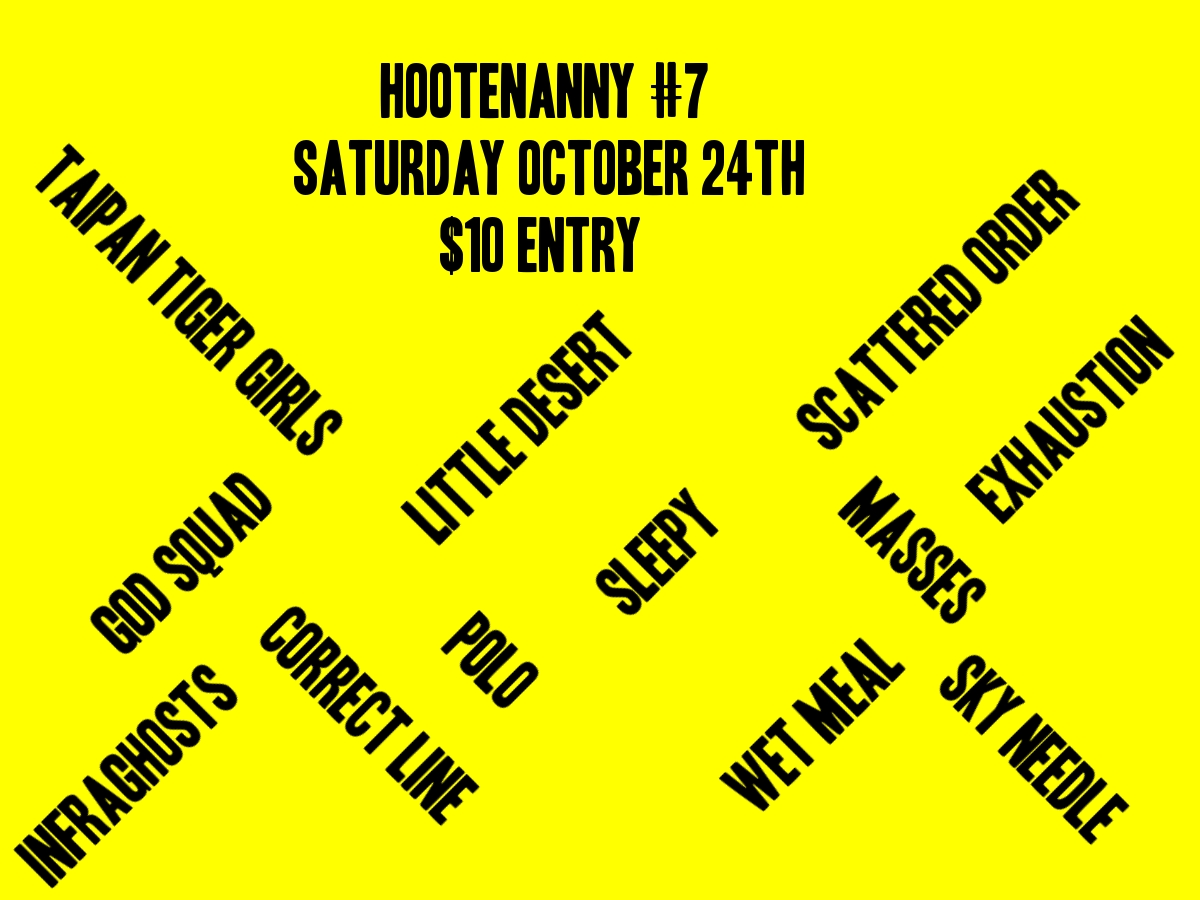 HOOTENANNY #7
SATURDAY OCTOBER 24TH
$10 ENTRY
TAIPAN TIGER GIRLS
SCATTERED ORDER
LITTLE DESERT
EXHAUSTION
GOD SQUAD
SLEEPY
MASSES
CORRECT LINE
POLO
INFRAGHOSTS
WET MEAL
SKY NEEDLE